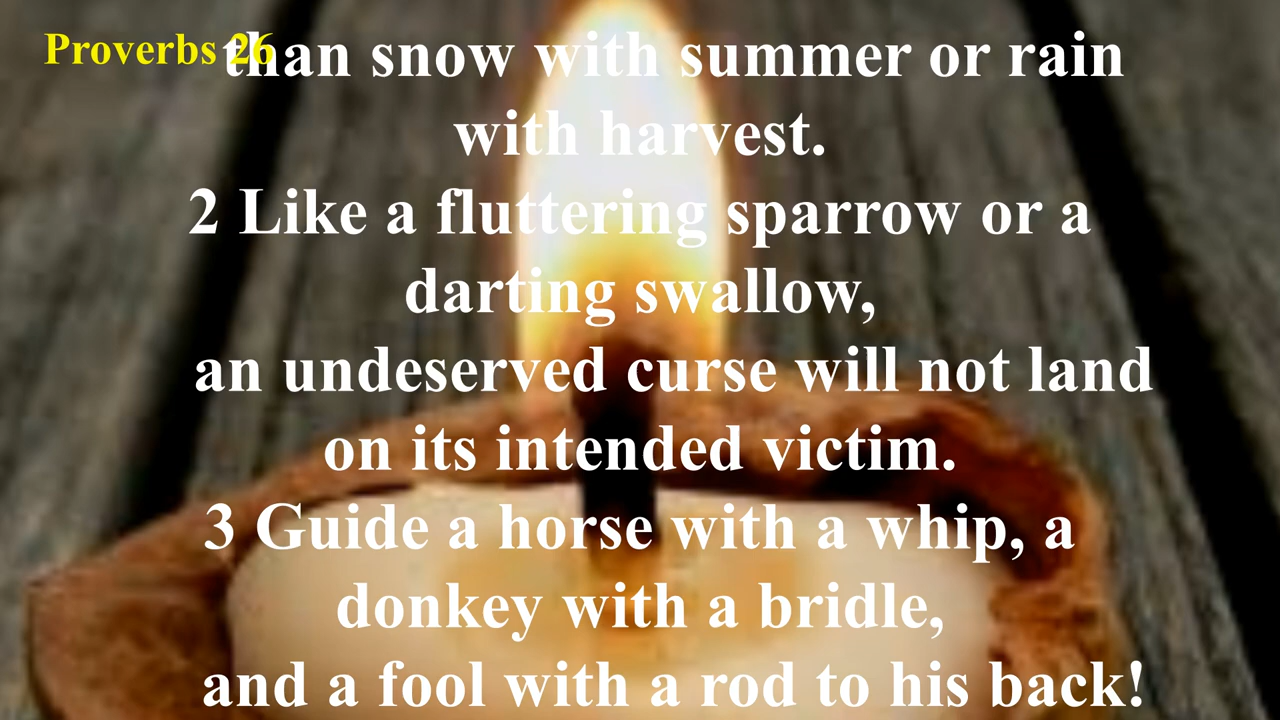 Proverbs 26
than snow with summer or rain
with harvest.
2 Like a fluttering sparrow or a
darting swallow,
an undeserved curse will not land
on its intended victim.
3 Guide a horse with a whip, a
donkey with a bridle,
and a fool with a rod to his back!